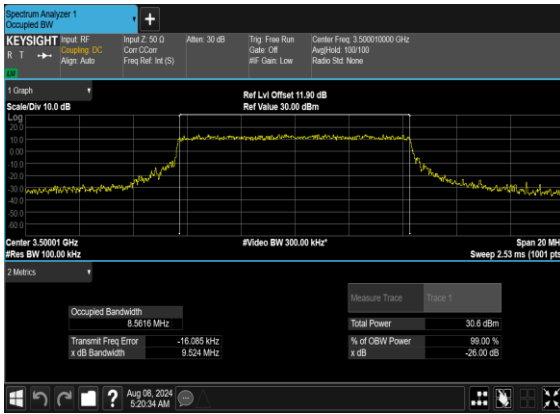 Spectrum Analyzer 1
Occupied BW
+
KEYSIGHT Input: RF Input Z: 50 Ω Atten: 30 dB Trig: Free Run Center Freq: 3.500010000 GHz
R T Coupling: DC Corr CCorr Gate: Off Avg|Hold: 100/100
Align: Auto Freq Ref: Int (S) #IF Gain: Low Radio Std: None
LXI
1 Graph
Ref Lvl Offset 11.90 dB
Scale/Div 10.0 dB Ref Value 30.00 dBm
Log
20.0
10.0
0.00
-10.0
-20.0
-30.0
-40.0
-50.0
-60.0
Center 3.50001 GHz #Video BW 300.00 kHz* Span 20 MH
#Res BW 100.00 kHz Sweep 2.53 ms (1001 pts
2 Metrics
Measure Trace Trace 1
Occupied Bandwidth
8.5616 MHz Total Power 30.6 dBm
Transmit Freq Error -16.085 kHz % of OBW Power 99.00 %
x dB Bandwidth 9.524 MHz x dB -26.00 dB
? Aug 08, 2024
5:20:34 AM